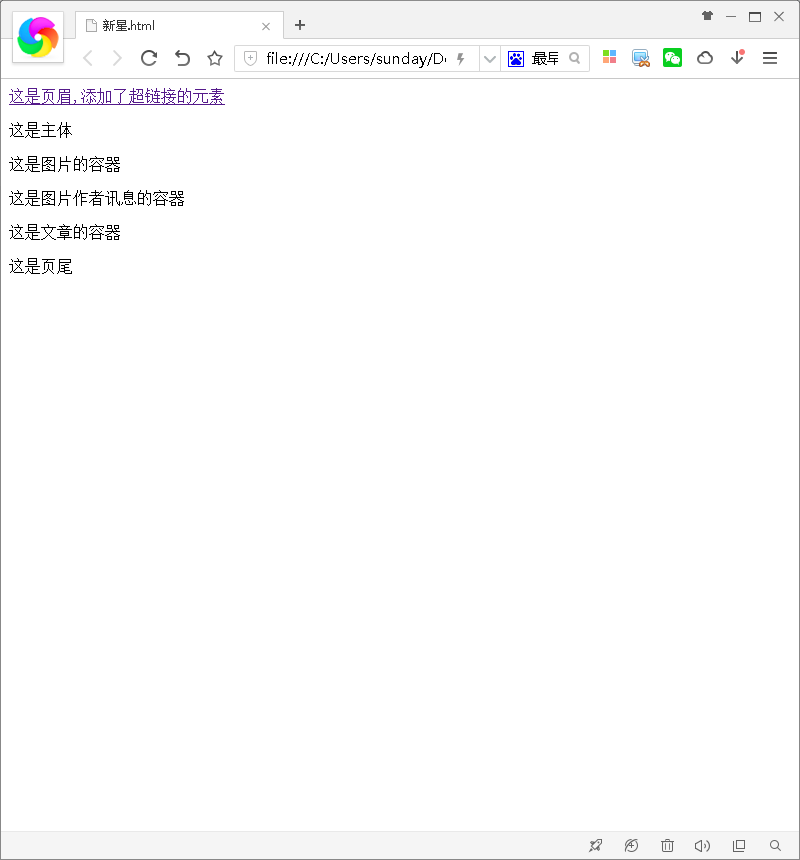 新星.html
file:///C:/Users/sunday/D
最早
这是页眉,添加了超链接的元素
这是主体
这是图片的容器
这是图片作者讯息的容器
这是文章的容器
这是页尾